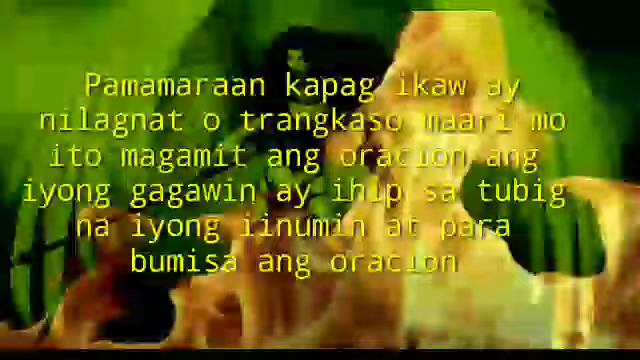 Pamamaraan kapag ikaw ay
nilagnat o trangkaso maari mo
ito magamit ang oracion ang
iyong gagawin ay ihip sa tubig
na iyong iinumin at para
bumisa ang oracion